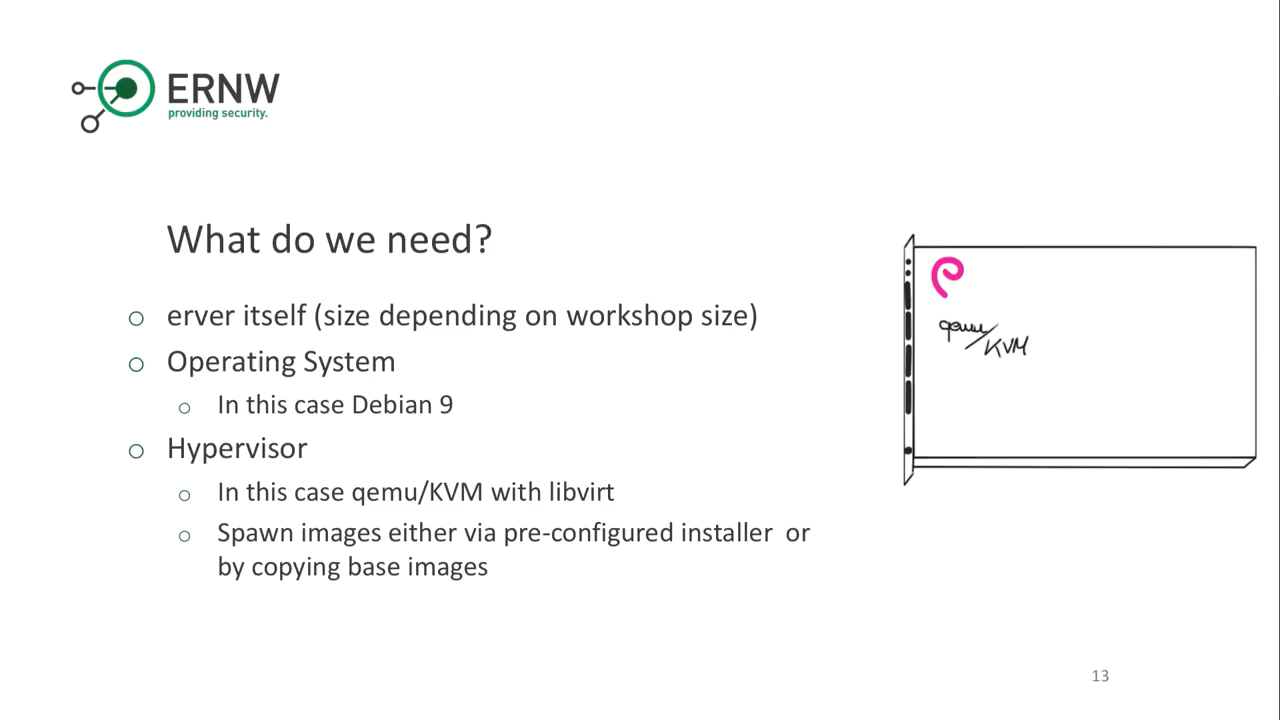 ERNW
providing security.
What do we need?
erver itself (size depending on workshop size)
Operating System
In this case Debian 9
Hypervisor
In this case qemu/KVM with libvirt
Spawn images either via pre-configured installer or
by copying base images
qemu/
KVM
13